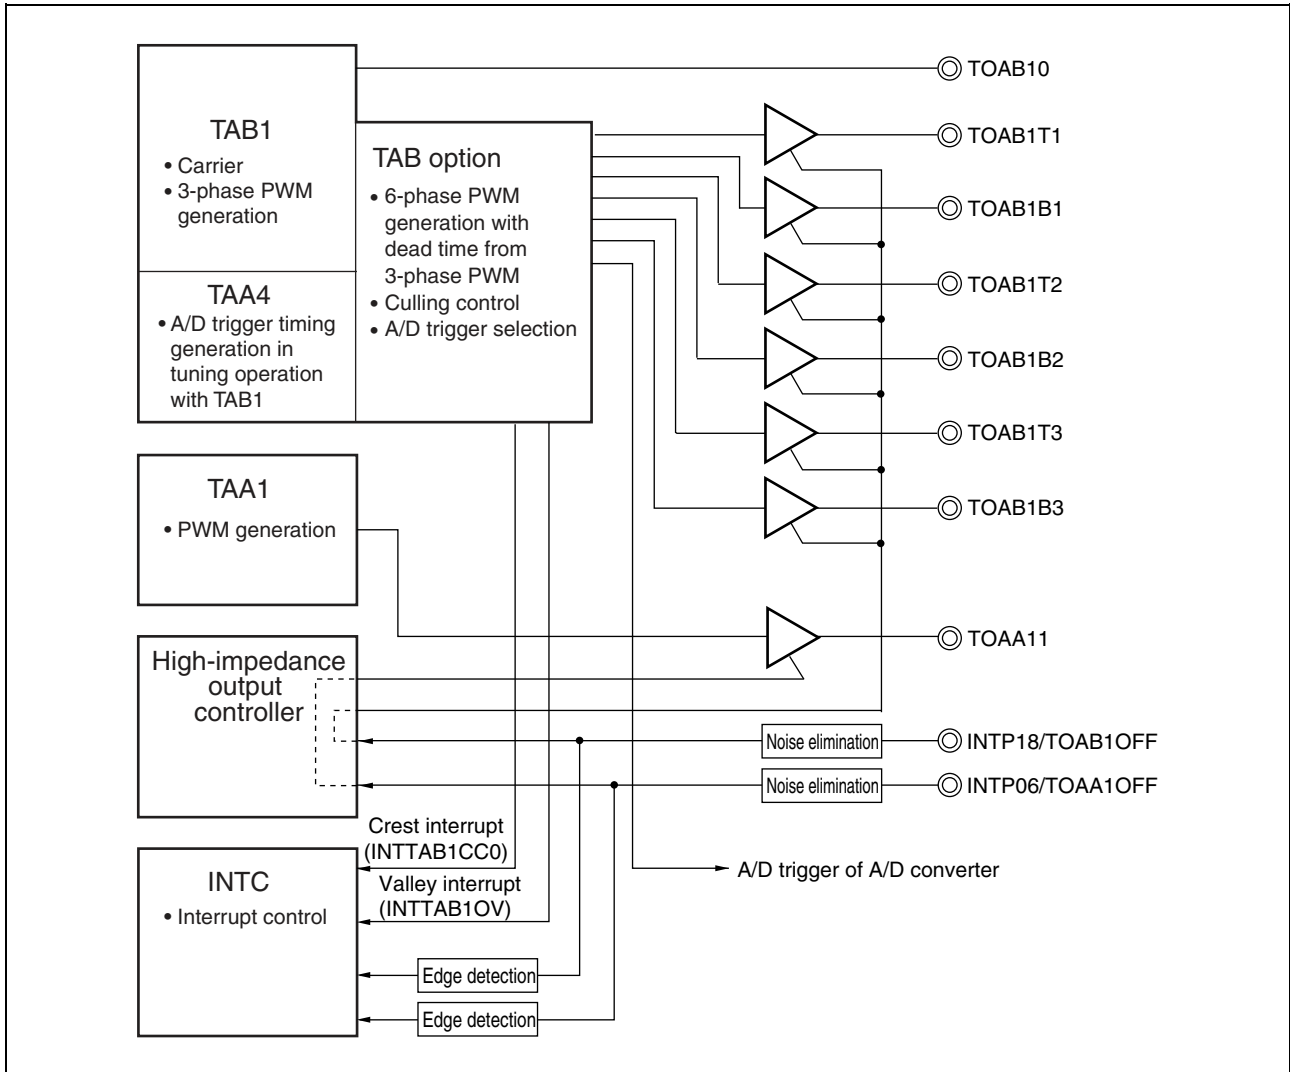 TAB1
• Carrier
• 3-phase PWM
generation
TAA4
• A/D trigger timing
generation in
tuning operation
with TAB1
TAB option
• 6-phase PWM
generation with
dead time from
3-phase PWM
• Culling control
• A/D trigger selection
TOAB10
TOAB1T1
TOAB1B1
TOAB1T2
TOAB1B2
TOAB1T3
TOAB1B3
TAA1
• PWM generation
TOAA11
High-impedance
output
controller
Noise elimination
INTP18/TOAB1OFF
Noise elimination
INTP06/TOAA1OFF
Crest interrupt
(INTTAB1CC0)
Valley interrupt
(INTTAB1OV)
A/D trigger of A/D converter
INTC
• Interrupt control
Edge detection
Edge detection